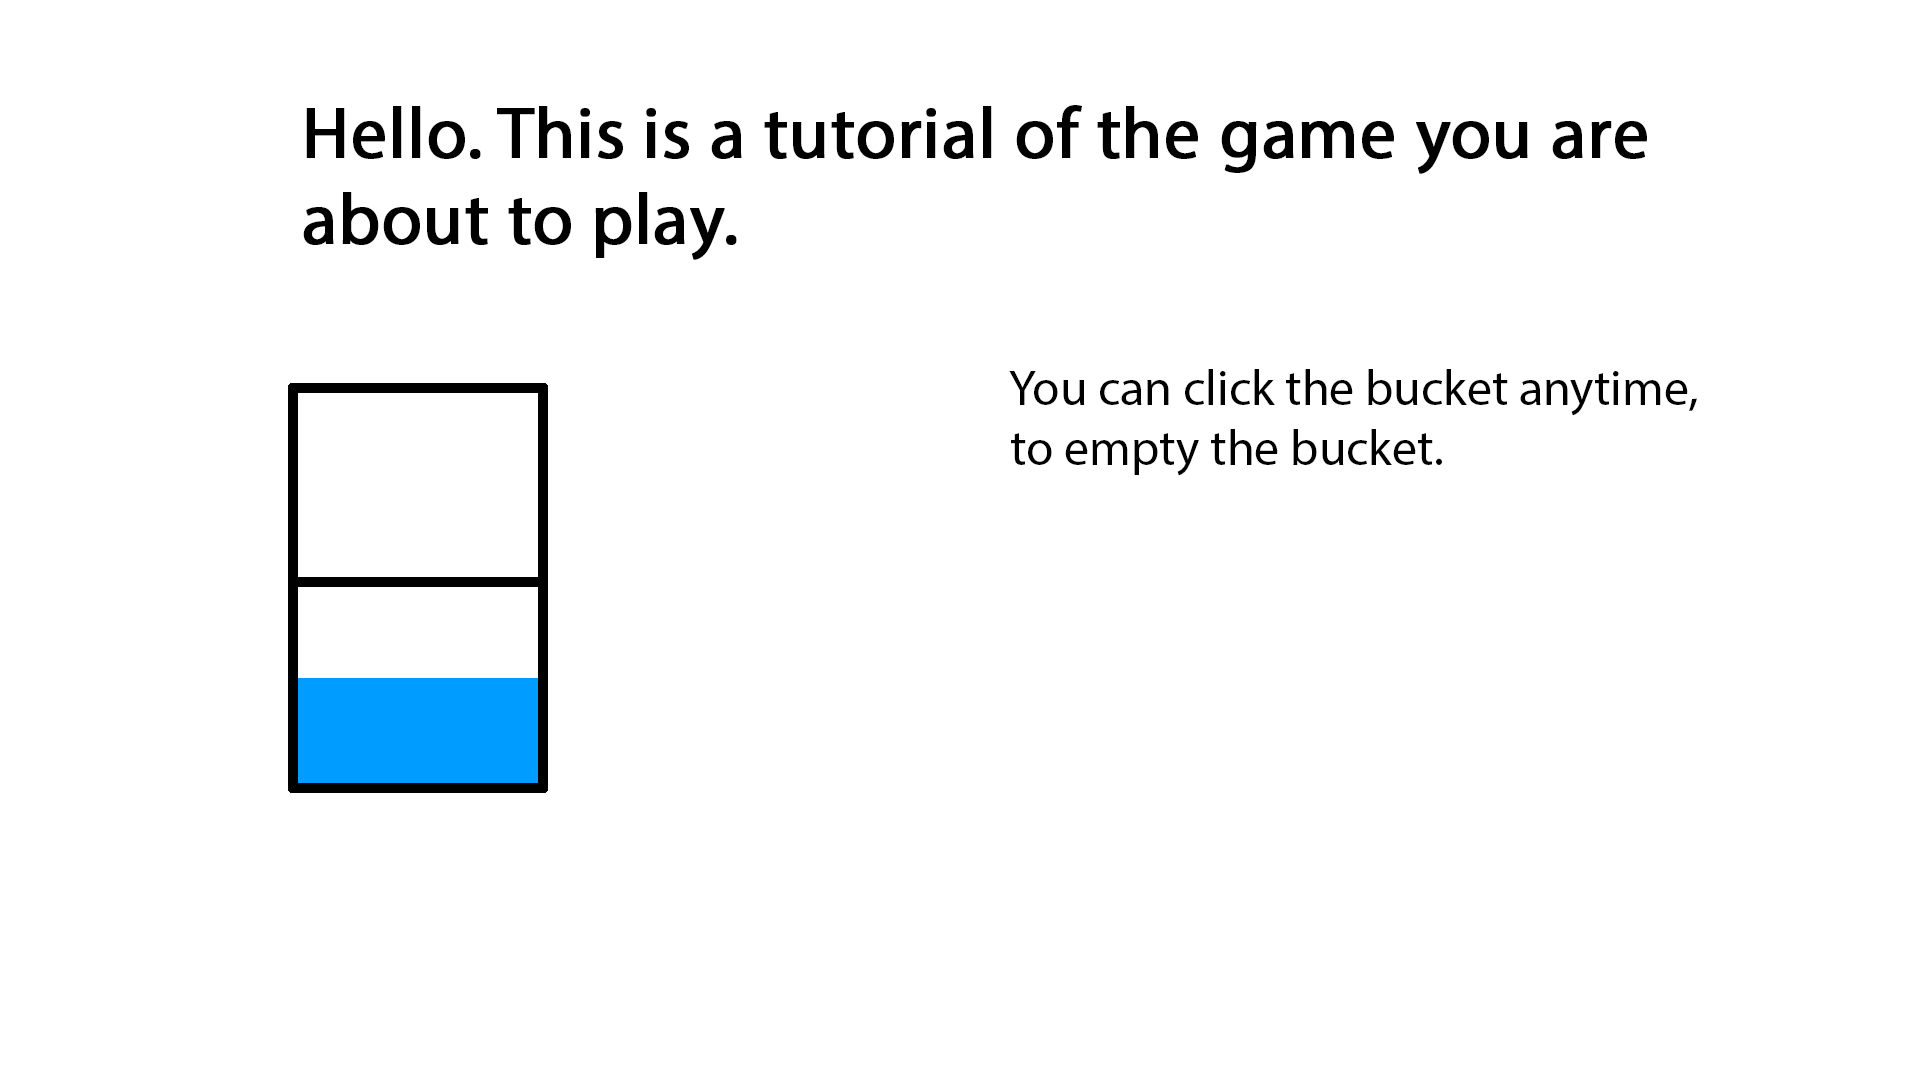 Hello. This is a tutorial of the game you are
about to play.
You can click the bucket anytime,
to empty the bucket.